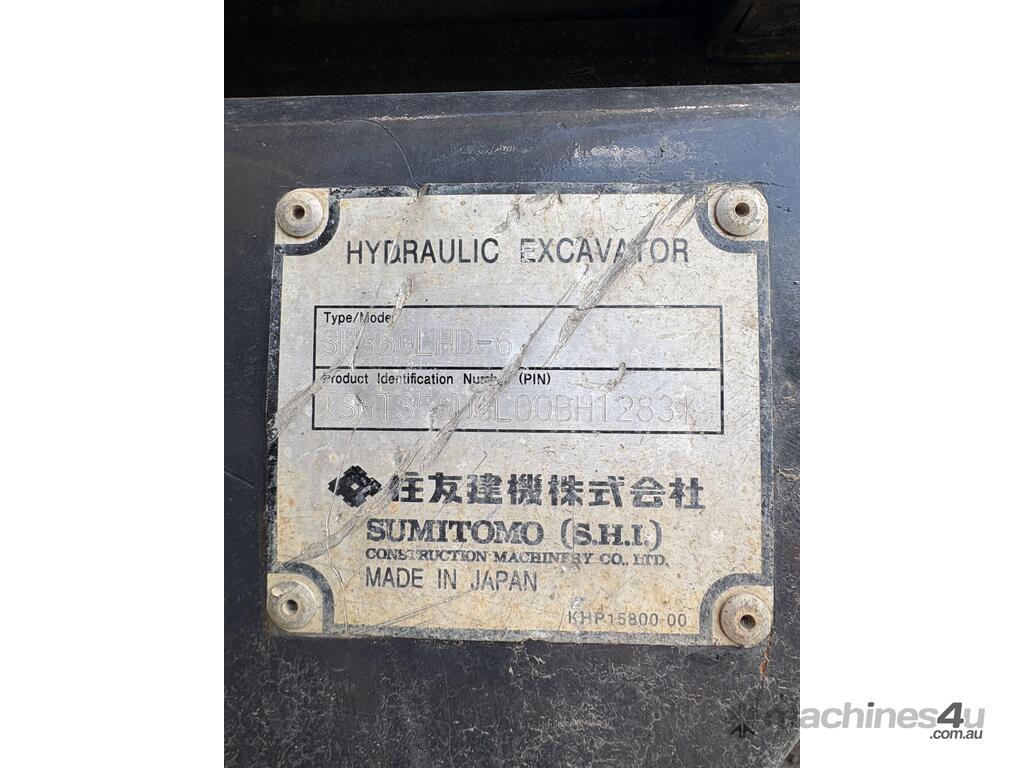 HYDRAULIC EXCAVATOR
Type/Model
SH350LHD-6
Product Identification Number (PIN)
住友建機株式会社
SUMITOMO (S.H.I.)
CONSTRUCTION MACHINERY CO., LTD.
MADE IN JAPAN
KHP15800-00
machines4u
.com.au